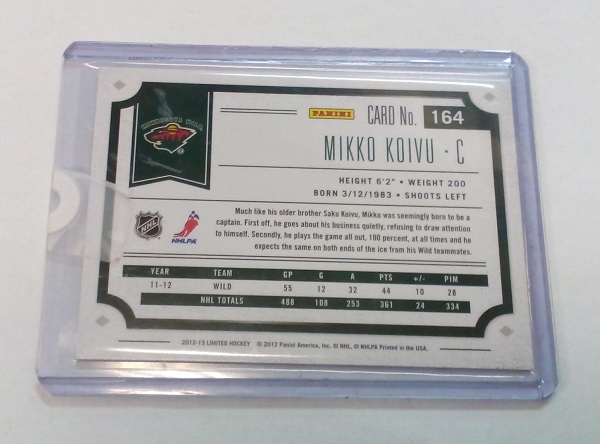 MINNESOTA WILD
PANINI CARD No. 164
MIKKO KOIVU • C
HEIGHT 6'2" • WEIGHT 200
BORN 3/12/1983 • SHOOTS LEFT
Much like his older brother Saku Koivu, Mikko was seemingly born to be a
captain. First off, he goes about his business quietly, refusing to draw attention
to himself. Secondly, he plays the game all out, 100 percent, at all times and he
expects the same on both ends of the ice from his Wild teammates.
NHL NHLPA
YEAR TEAM GP G A PTS +/- PIM
11-12 WILD 55 12 32 44 10 28
NHL TOTALS 488 108 253 361 24 334
2012-13 LIMITED HOCKEY © 2012 Panini America, Inc. © NHL, © NHLPA Printed in the USA.